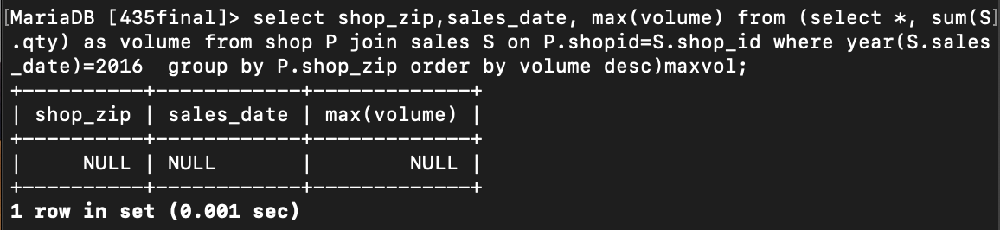 [MariaDB [435final]> select shop_zip,sales_date, max(volume) from (select *, sum(S]
.qty) as volume from shop P join sales S on P.shopid=S.shop_id where year(S.sales
_date)=2016  group by P.shop_zip order by volume desc)maxvol;
+----------+------------+-------------+
| shop_zip | sales_date | max(volume) |
+----------+------------+-------------+
|     NULL | NULL       |        NULL |
+----------+------------+-------------+
1 row in set (0.001 sec)